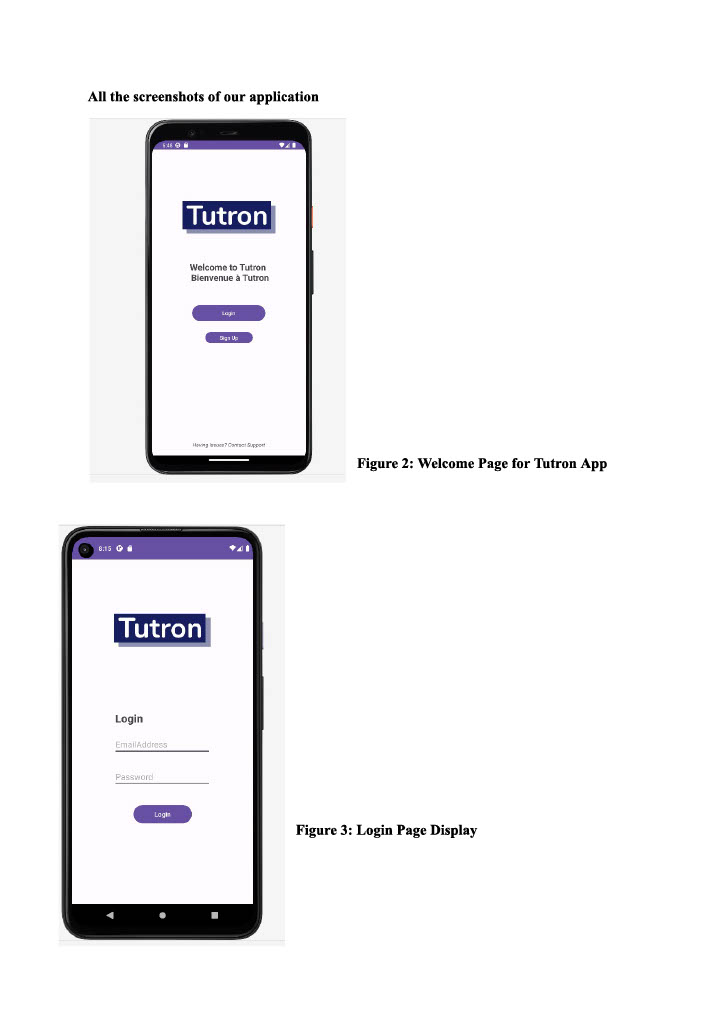 All the screenshots of our application
5:46
Tutron
Welcome to Tutron
Bienvenue à Tutron
Login
Sign Up
Having Issues? Contact Support
Figure 2: Welcome Page for Tutron App
8:15
Tutron
Login
EmailAddress
Password
Login
Figure 3: Login Page Display